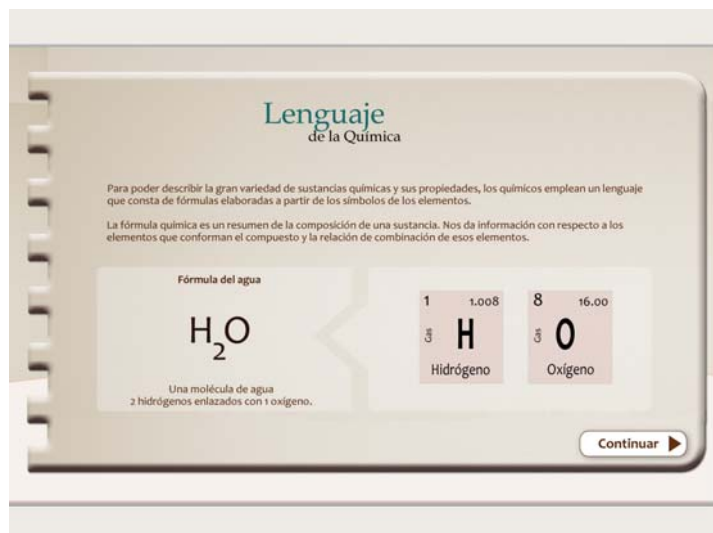 Lenguaje
de la Química
Para poder describir la gran variedad de sustancias químicas y sus propiedades, los químicos emplean un lenguaje
que consta de fórmulas elaboradas a partir de los símbolos de los elementos.
La fórmula química es un resumen de la composición de una sustancia. Nos da información con respecto a los
elementos que conforman el compuesto y la relación de combinación de esos elementos.
Fórmula del agua
H₂O
Una molécula de agua
2 hidrógenos enlazados con 1 oxígeno.
1 1.008
Gas H
Hidrógeno
8 16.00
Gas O
Oxígeno
Continuar